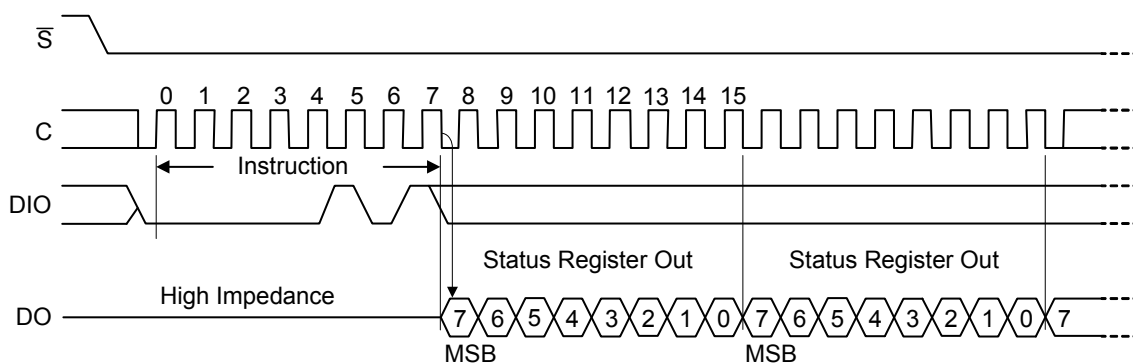 S
0 1 2 3 4 5 6 7 8 9 10 11 12 13 14 15
C
Instruction
DIO
Status Register Out Status Register Out
High Impedance
DO 7 6 5 4 3 2 1 0 7 6 5 4 3 2 1 0 7
MSB MSB